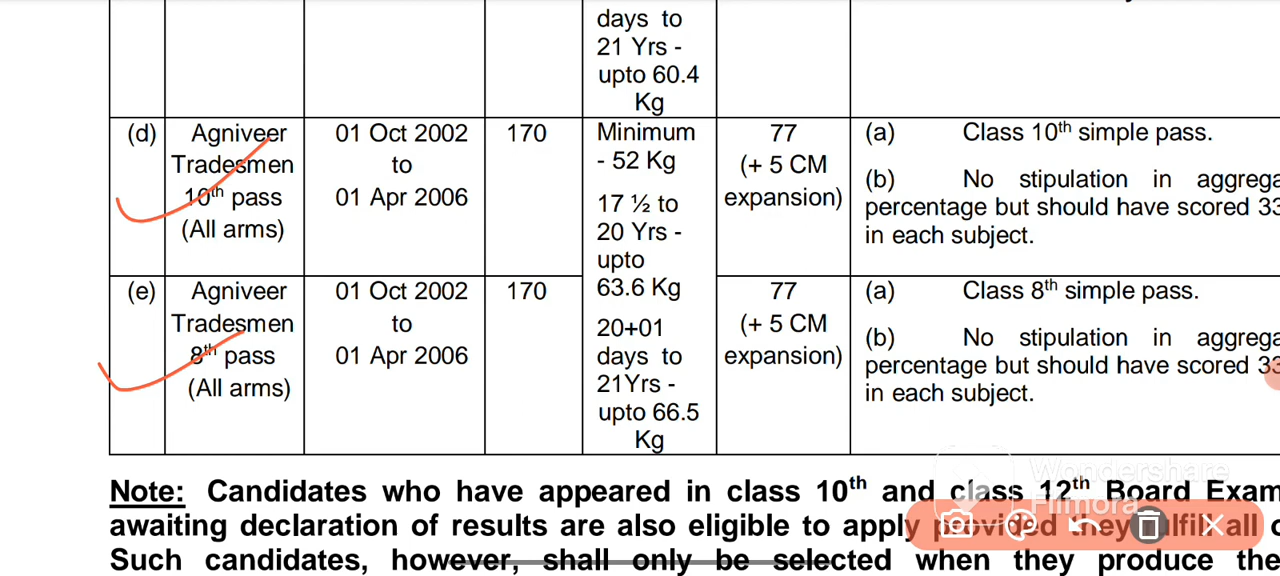 days to
21 Yrs -
upto 60.4
Kg
(d)
Agniveer
Tradesmen
10th pass
(All arms)
01 Oct 2002
to
01 Apr 2006
170
Minimum
- 52 Kg
17 ½ to
20 Yrs -
upto
63.6 Kg
20+01
days to
21Yrs -
upto 66.5
Kg
77
(+ 5 CM
expansion)
(a) Class 10th simple pass.
(b) No stipulation in
percentage but should have scored
in each subject.
(e)
Agniveer
Tradesmen
8th pass
(All arms)
01 Oct 2002
to
01 Apr 2006
170
77
(+ 5 CM
expansion)
(a) Class 8th simple pass.
(b) No stipulation in
percentage but should have scored
in each subject.
Note: Candidates who have appeared in class 10th and class 12th Board Exam
awaiting declaration of results are also eligible to apply provided they fulfil all
Such candidates, however, shall only be selected when they produce the
Wondershare
Filmora